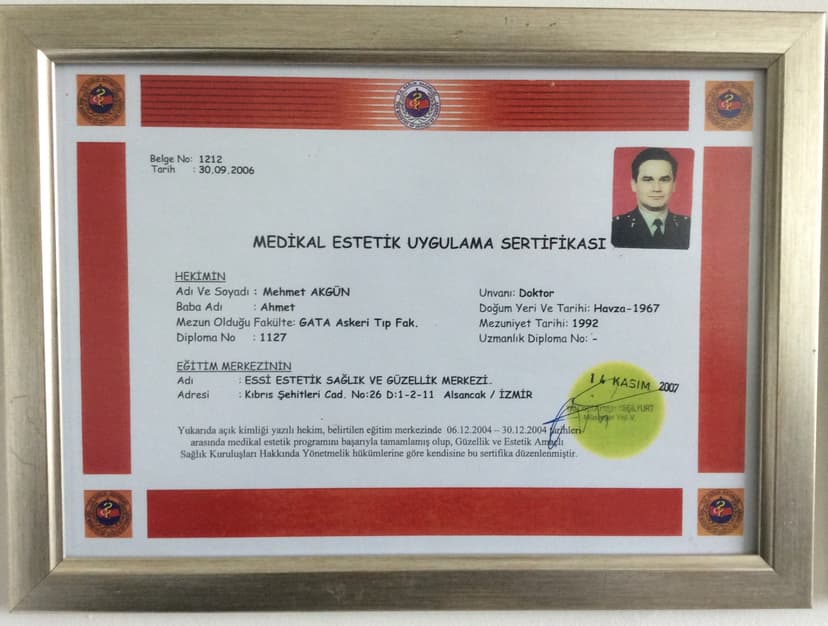 Belge No: 1212
Tarih : 30.09.2006
MEDİKAL ESTETİK UYGULAMA SERTİFİKASI
HEKİMİN
Adı Ve Soyadı : Mehmet AKGÜN
Baba Adı : Ahmet
Mezun Olduğu Fakülte: GATA Askeri Tıp Fak.
Diploma No : 1127
Unvanı: Doktor
Doğum Yeri Ve Tarihi: Havza-1967
Mezuniyet Tarihi: 1992
Uzmanlık Diploma No: -
EĞİTİM MERKEZİNİN
Adı : ESSİ ESTETİK SAĞLIK VE GÜZELLİK MERKEZİ.
Adresi : Kıbrıs Şehitleri Cad. No:26 D:1-2-11 Alsancak / İZMİR
14 KASIM 2007
Yukarıda açık kimliği yazılı hekim, belirtilen eğitim merkezinde 06.12.2004 – 30.12.2004 tarihleri
arasında medikal estetik programını başarıyla tamamlamış olup, Güzellik ve Estetik Amaçlı
Sağlık Kuruluşları Hakkında Yönetmelik hükümlerine göre kendisine bu sertifika düzenlenmiştir.